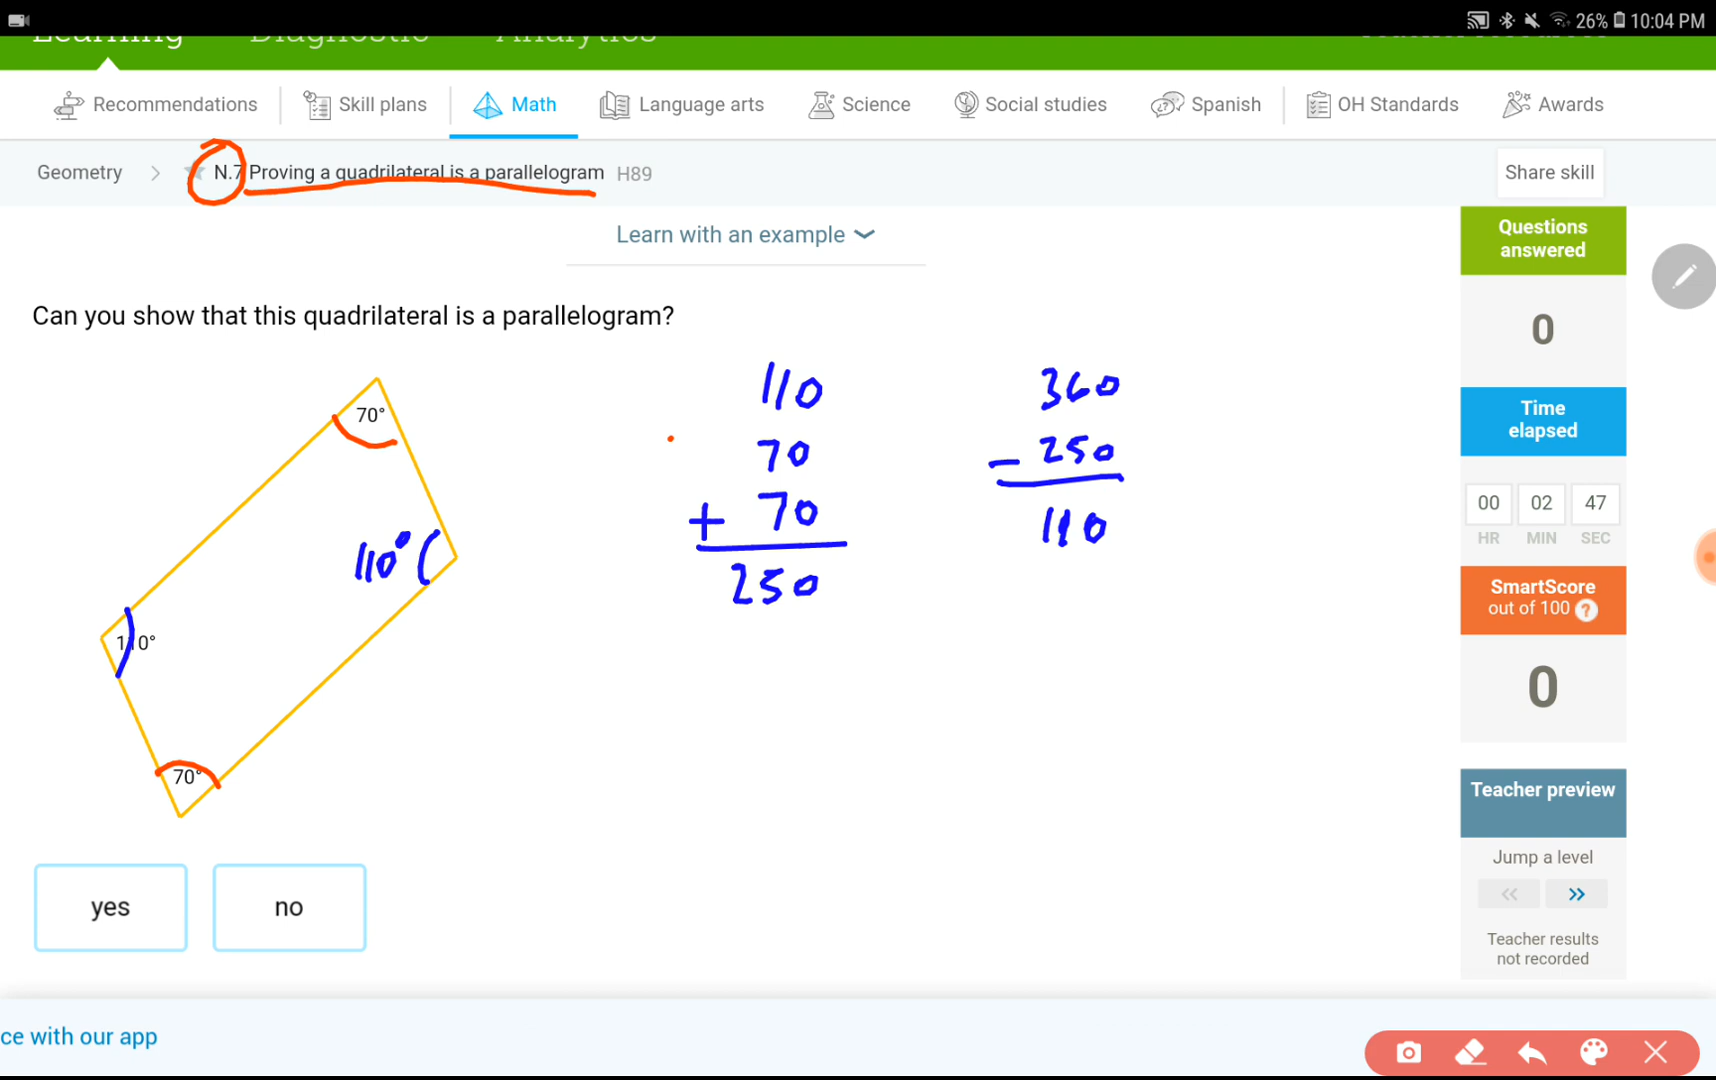 26% 10:04 PM
Learning Diagnostic Analytics
Recommendations Skill plans Math Language arts Science Social studies Spanish OH Standards Awards
Geometry > N.7 Proving a quadrilateral is a parallelogram H89
Share skill
Learn with an example
Can you show that this quadrilateral is a parallelogram?
70°
110°
110°
70°
110
70
+ 70
250
360
- 250
110
yes
no
Questions
answered
0
Time
elapsed
00 02 47
HR MIN SEC
SmartScore
out of 100 ?
0
Teacher preview
Jump a level
Teacher results
not recorded
ce with our app